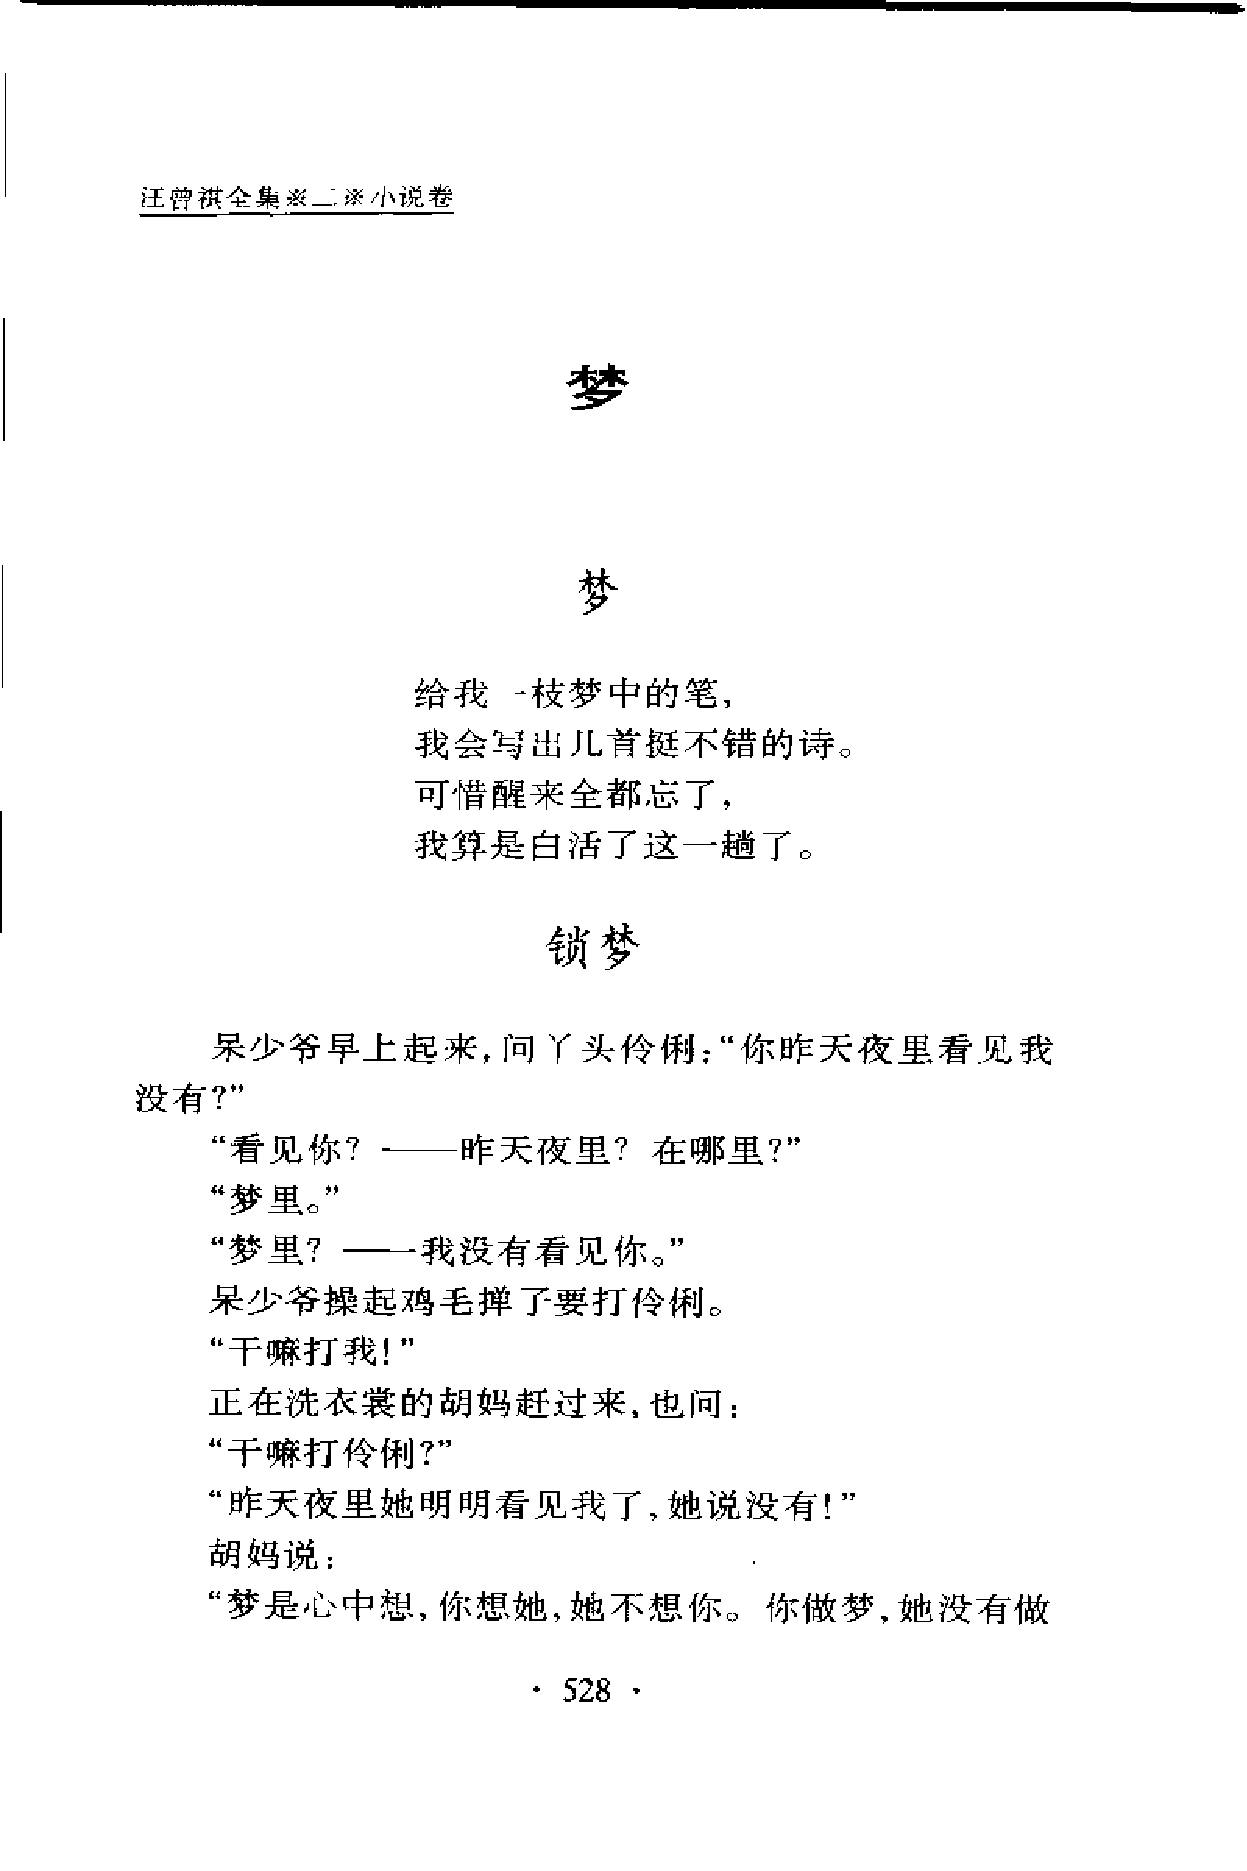 汪曾祺全集※二※小说卷
梦
梦
给我一枝梦中的笔，
我会写出几首挺不错的诗。
可惜醒来全都忘了，
我算是白活了这一趟了。
锁梦
呆少爷早上起来，问丫头伶俐：“你昨天夜里看见我
没有？”
“看见你？——昨天夜里？在哪里？”
“梦里。”
“梦里？——我没有看见你。”
呆少爷操起鸡毛掸子要打伶俐。
“干嘛打我！”
正在洗衣裳的胡妈赶过来，也问：
“干嘛打伶俐？”
“昨天夜里她明明看见我了，她说没有！”
胡妈说：
“梦是心中想，你想她，她不想你。你做梦，她没有做
· 528 ·